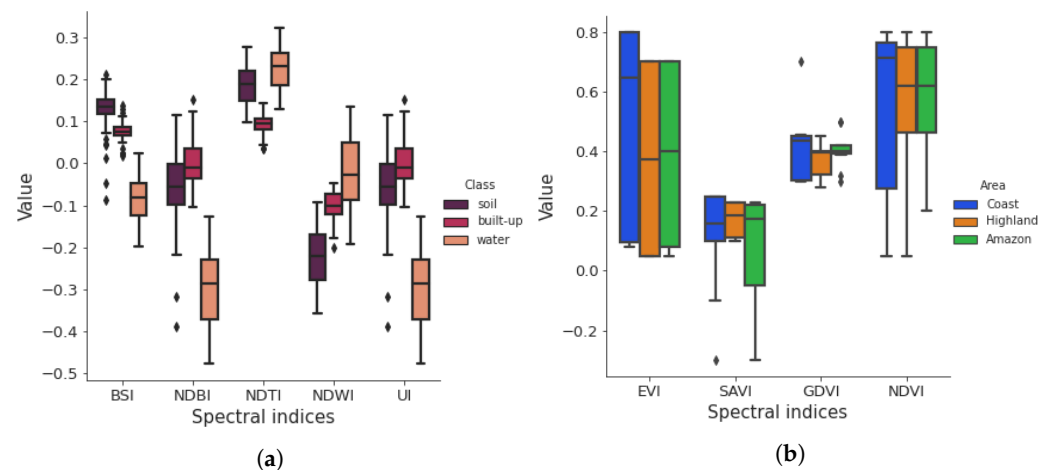 0.3
0.2
0.1
0.0
−0.1
−0.2
−0.3
−0.4
−0.5
Value
BSI NDBI NDTI NDWI UI
Spectral indices
Class
soil
built-up
water
(a)
0.8
0.6
0.4
0.2
0.0
−0.2
Value
EVI SAVI GDVI NDVI
Spectral indices
Area
Coast
Highland
Amazon
(b)